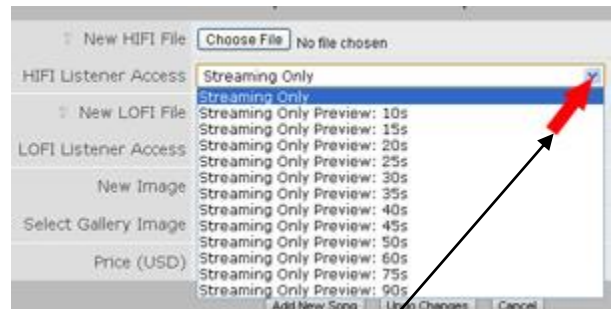 New HIFI File Choose File No file chosen
HIFI Listener Access Streaming Only
Streaming Only
Streaming Only Preview: 10s
New LOFI File Streaming Only Preview: 15s
Streaming Only Preview: 20s
LOFI Listener Access Streaming Only Preview: 25s
Streaming Only Preview: 30s
New Image Streaming Only Preview: 35s
Streaming Only Preview: 40s
Select Gallery Image Streaming Only Preview: 45s
Streaming Only Preview: 50s
Price (USD) Streaming Only Preview: 60s
Streaming Only Preview: 75s
Streaming Only Preview: 90s
Add New Song Undo Changes Cancel